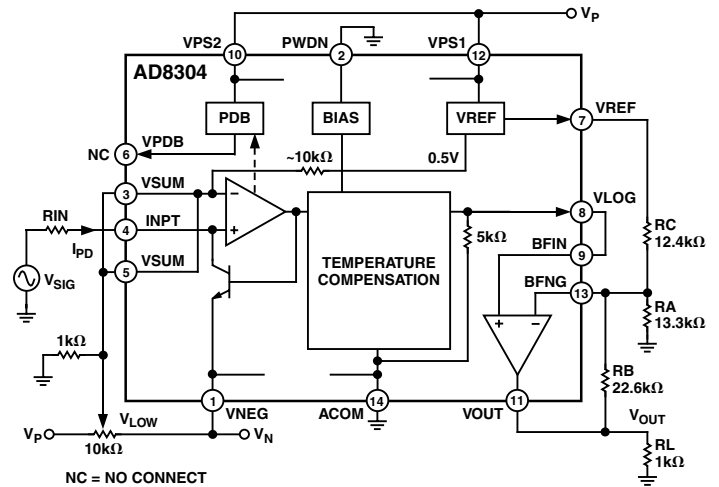 VP
VPS2
PWDN
VPS1
10
2
12
AD8304
PDB
BIAS
VREF
7
VREF
VPDB
NC
6
~10kΩ
0.5V
VSUM
3
−
8
VLOG
RIN
INPT
4
+
5kΩ
RC
12.4kΩ
IPD
BFIN
9
VSUM
5
TEMPERATURE
COMPENSATION
BFNG
13
VSIG
RA
13.3kΩ
+
−
1kΩ
RB
22.6kΩ
1
14
11
VLOW
VNEG
ACOM
VOUT
VOUT
VP
VN
10kΩ
RL
1kΩ
NC = NO CONNECT